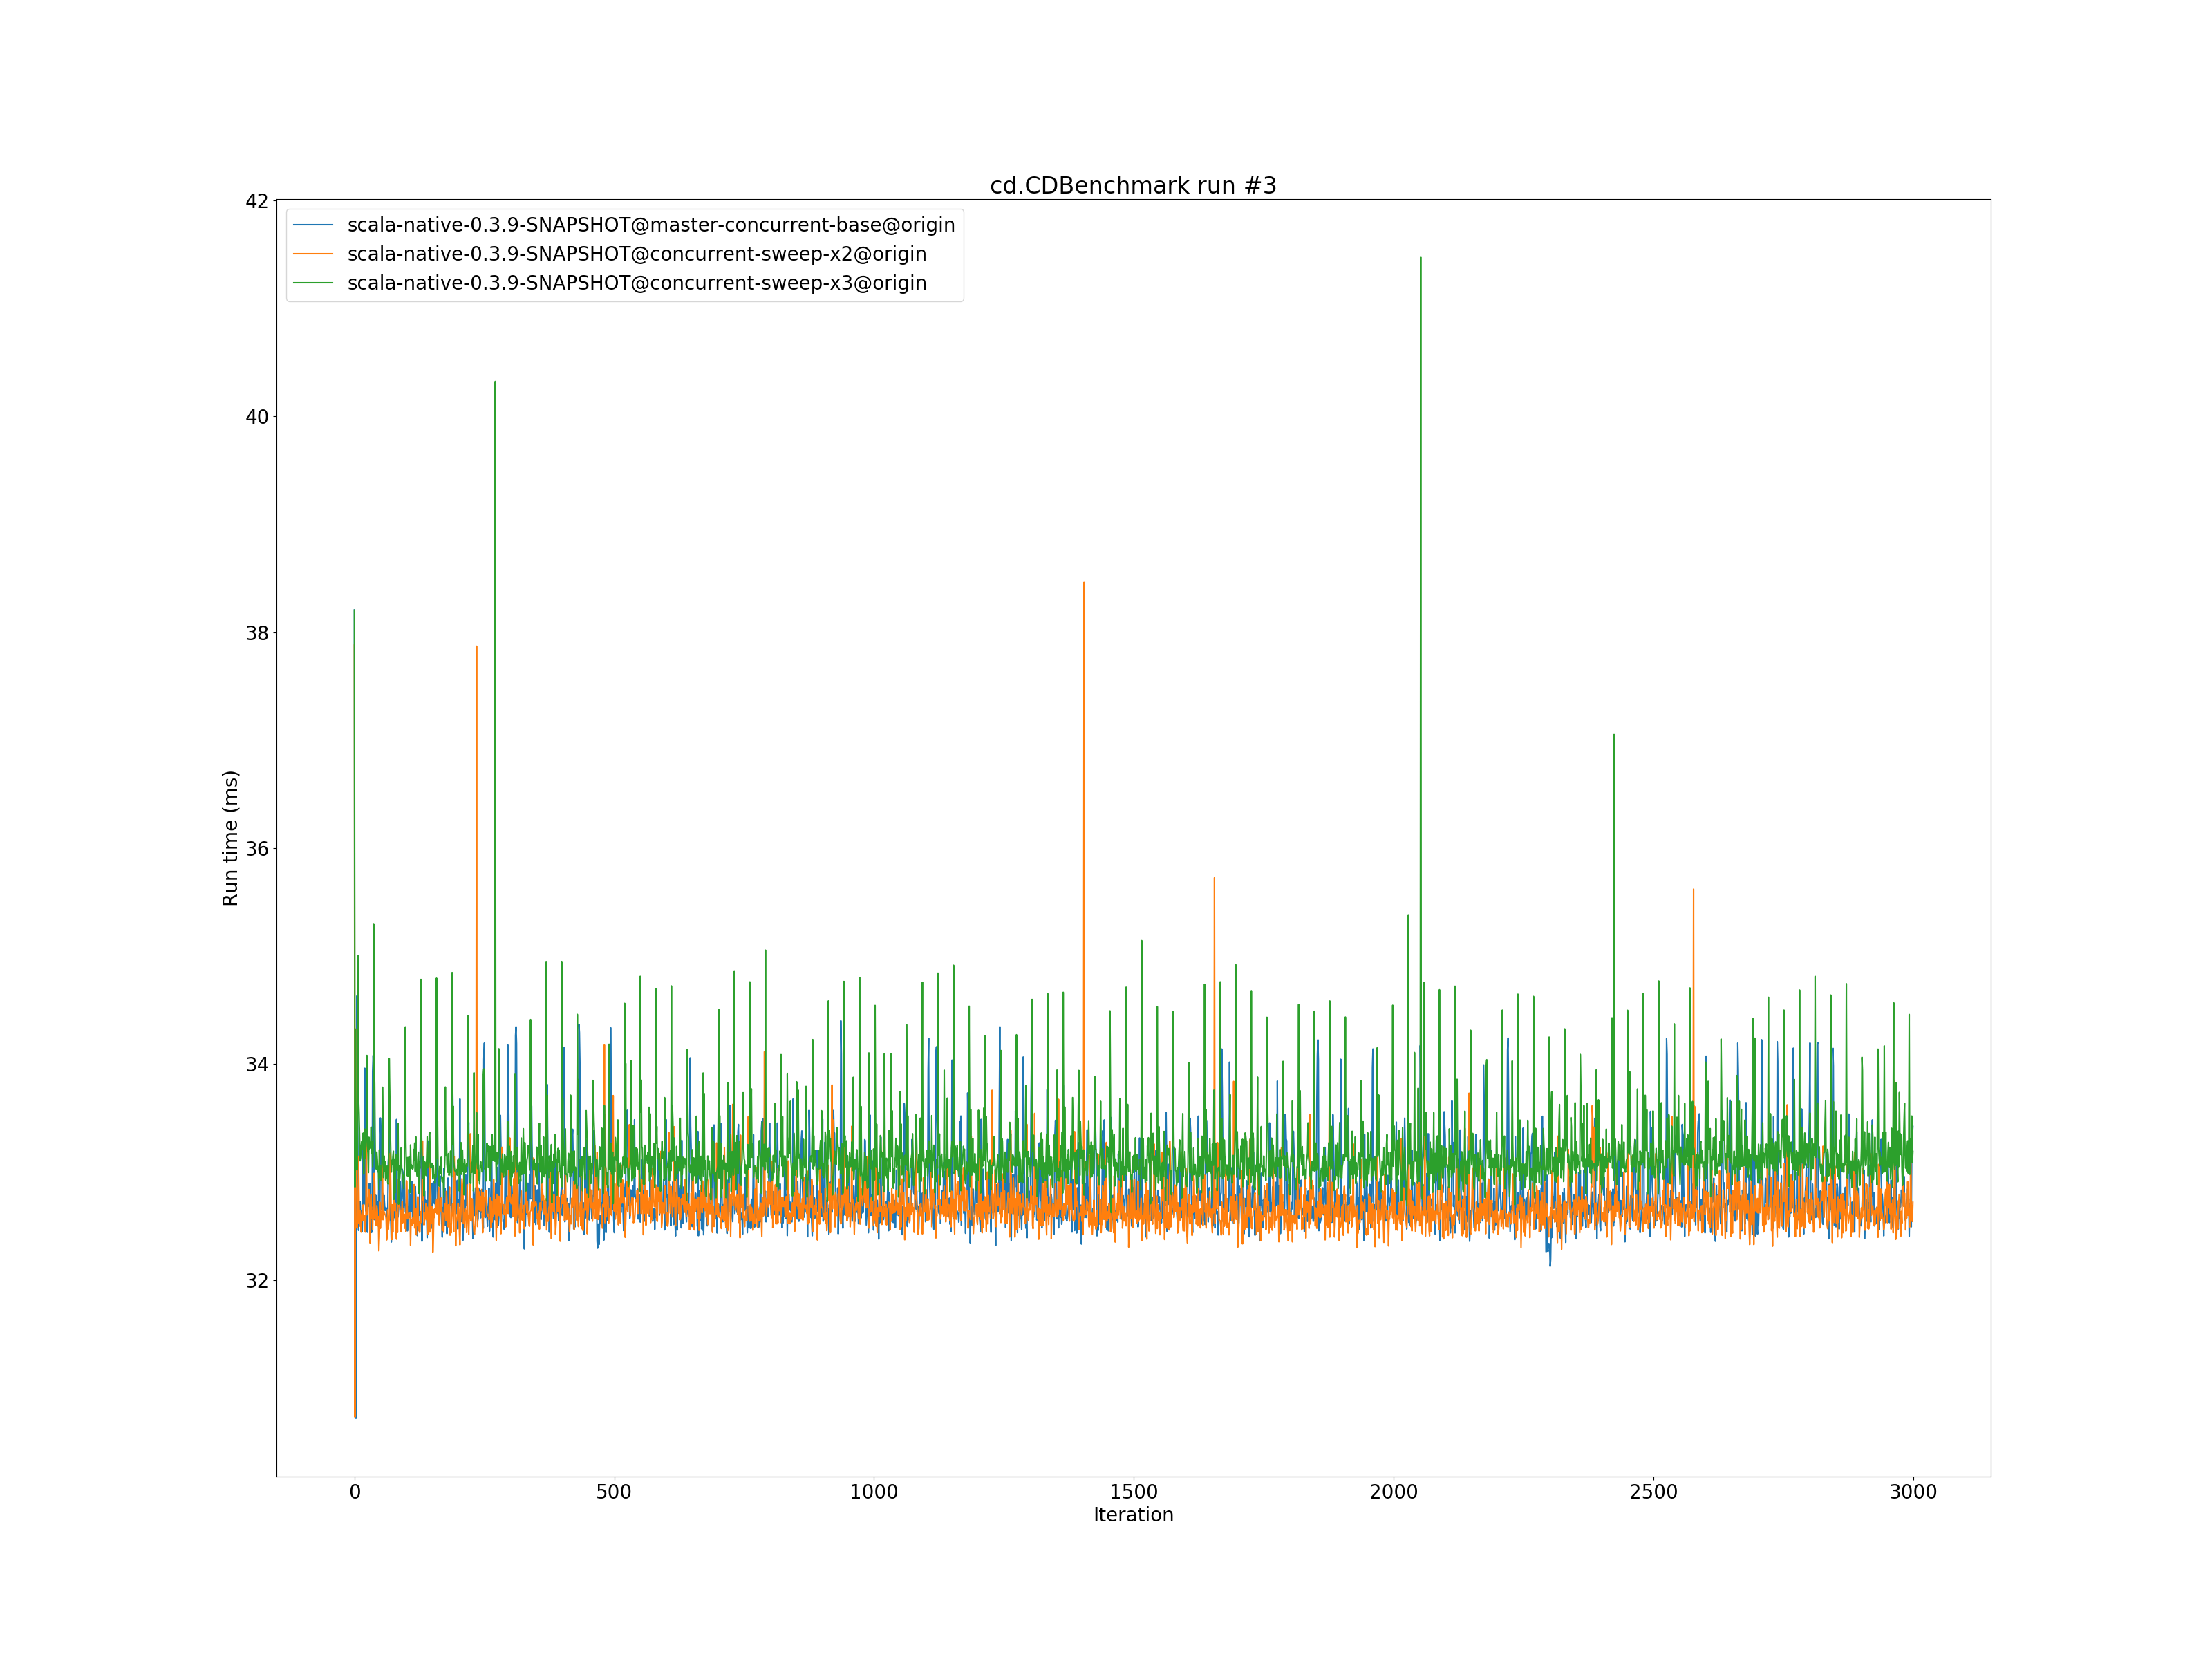 cd.CDBenchmark run #3
scala-native-0.3.9-SNAPSHOT@master-concurrent-base@origin
scala-native-0.3.9-SNAPSHOT@concurrent-sweep-x2@origin
scala-native-0.3.9-SNAPSHOT@concurrent-sweep-x3@origin
42
40
38
36
34
32
Run time (ms)
0 500 1000 1500 2000 2500 3000
Iteration